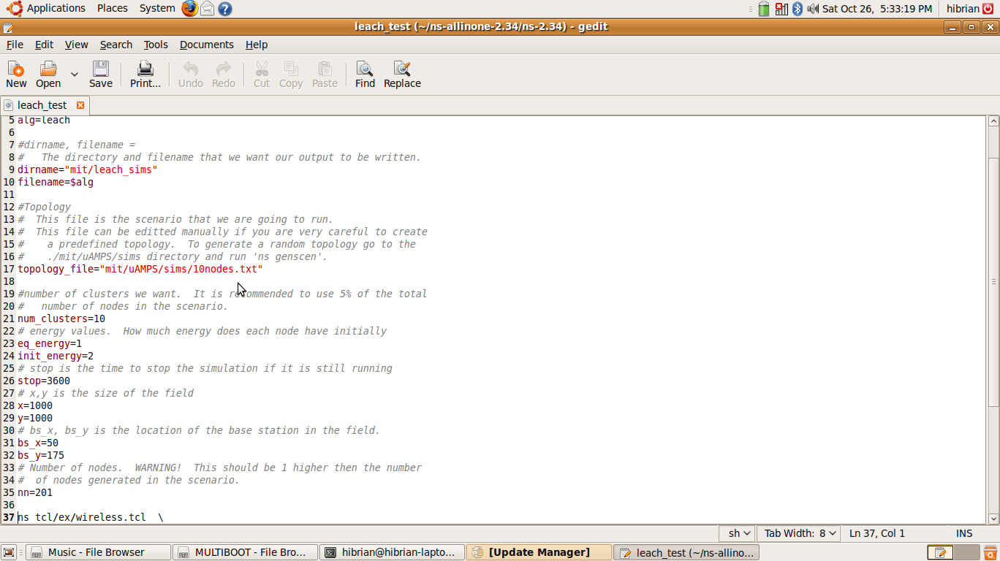 Applications Places System Sat Oct 26, 5:33:19 PM hibrian
leach_test (~/ns-allinone-2.34/ns-2.34) - gedit
File Edit View Search Tools Documents Help
New Open Save Print... Undo Redo Cut Copy Paste Find Replace
leach_test
5 alg=leach
6
7 #dirname, filename =
8 #   The directory and filename that we want our output to be written.
9 dirname="mit/leach_sims"
10 filename=$alg
11
12 #Topology
13 #  This file is the scenario that we are going to run.
14 #  This file can be editted manually if you are very careful to create
15 #    a predefined topology.  To generate a random topology go to the
16 #    ./mit/uAMPS/sims directory and run 'ns genscen'.
17 topology_file="mit/uAMPS/sims/10nodes.txt"
18
19 #number of clusters we want.  It is recommended to use 5% of the total
20 #   number of nodes in the scenario.
21 num_clusters=10
22 # energy values.  How much energy does each node have initially
23 eq_energy=1
24 init_energy=2
25 # stop is the time to stop the simulation if it is still running
26 stop=3600
27 # x,y is the size of the field
28 x=1000
29 y=1000
30 # bs_x, bs_y is the location of the base station in the field.
31 bs_x=50
32 bs_y=175
33 # Number of nodes.  WARNING!  This should be 1 higher then the number
34 #  of nodes generated in the scenario.
35 nn=201
36
37 ns tcl/ex/wireless.tcl  \
sh Tab Width: 8 Ln 37, Col 1 INS
Music - File Browser MULTIBOOT - File Bro... hibrian@hibrian-lapto... [Update Manager] leach_test (~/ns-allino...